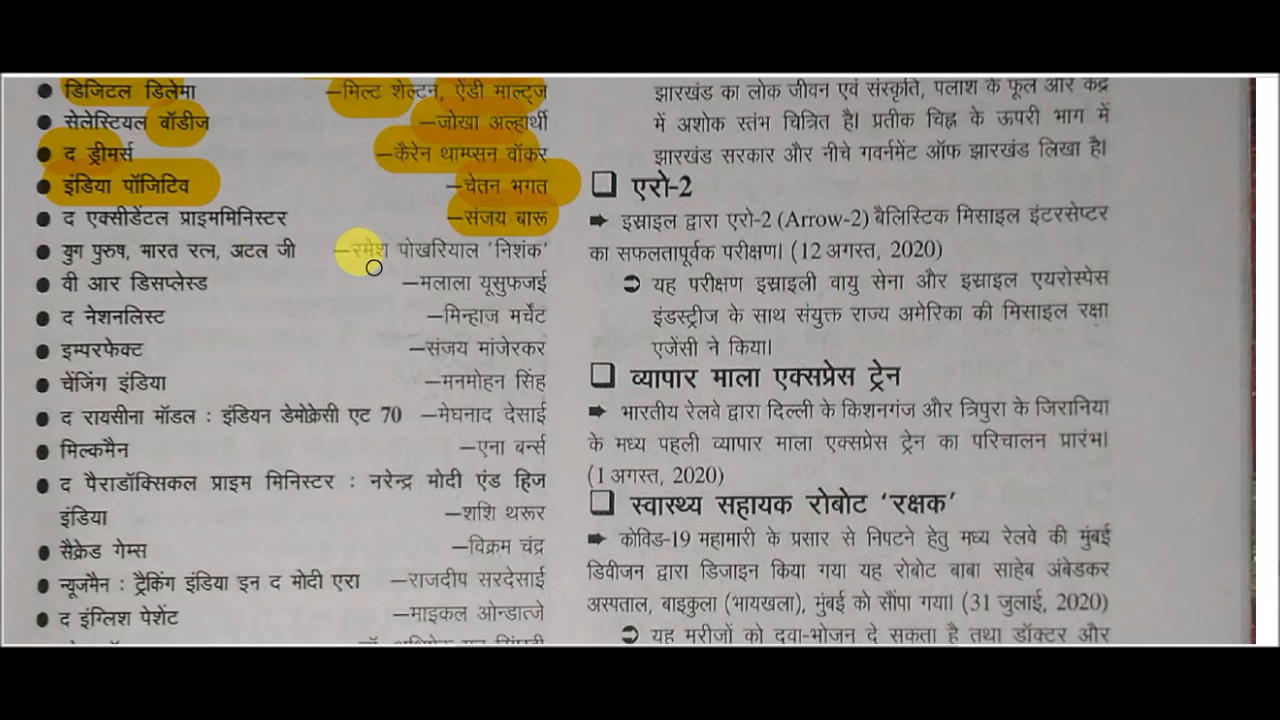 ● डिजिटल डिलेमा —मिल्ट शेल्टन, ऐंडी माल्ट्ज
● सेलेस्टियल बॉडीज —जोखा अल्हार्थी
● द ड्रीमर्स —कैरेन थाम्प्सन वॉकर
● इंडिया पॉजिटिव —चेतन भगत
● द एक्सीडेंटल प्राइममिनिस्टर —संजय बारू
● युग पुरुष, भारत रत्न, अटल जी —रमेश पोखरियाल 'निशंक'
● वी आर डिसप्लेस्ड —मलाला यूसुफजई
● द नेशनलिस्ट —मिन्हाज मर्चेंट
● इम्परफेक्ट —संजय मांजेरकर
● चेंजिंग इंडिया —मनमोहन सिंह
● द रायसीना मॉडल : इंडियन डेमोक्रेसी एट 70 —मेघनाद देसाई
● मिल्कमैन —एना बर्न्स
● द पैराडॉक्सिकल प्राइम मिनिस्टर : नरेन्द्र मोदी एंड हिज
इंडिया —शशि थरूर
● सैक्रेड गेम्स —विक्रम चंद्र
● न्यूजमैन : ट्रैकिंग इंडिया इन द मोदी एरा —राजदीप सरदेसाई
● द इंग्लिश पेशेंट —माइकल ओन्डात्जे
झारखंड का लोक जीवन एवं संस्कृति, पलाश के फूल और केंद्र
में अशोक स्तंभ चित्रित है। प्रतीक चिह्न के ऊपरी भाग में
झारखंड सरकार और नीचे गवर्नमेंट ऑफ झारखंड लिखा है।
❑ एरो-2
➡ इस्राइल द्वारा एरो-2 (Arrow-2) बैलिस्टिक मिसाइल इंटरसेप्टर
का सफलतापूर्वक परीक्षण। (12 अगस्त, 2020)
➲ यह परीक्षण इस्राइली वायु सेना और इस्राइल एयरोस्पेस
इंडस्ट्रीज के साथ संयुक्त राज्य अमेरिका की मिसाइल रक्षा
एजेंसी ने किया।
❑ व्यापार माला एक्सप्रेस ट्रेन
➡ भारतीय रेलवे द्वारा दिल्ली के किशनगंज और त्रिपुरा के जिरानिया
के मध्य पहली व्यापार माला एक्सप्रेस ट्रेन का परिचालन प्रारंभ।
(1 अगस्त, 2020)
❑ स्वास्थ्य सहायक रोबोट 'रक्षक'
➡ कोविड-19 महामारी के प्रसार से निपटने हेतु मध्य रेलवे की मुंबई
डिवीजन द्वारा डिजाइन किया गया यह रोबोट बाबा साहेब अंबेडकर
अस्पताल, बाइकुला (भायखला), मुंबई को सौंपा गया। (31 जुलाई, 2020)
➲ यह मरीजों को दवा-भोजन दे सकता है तथा डॉक्टर और